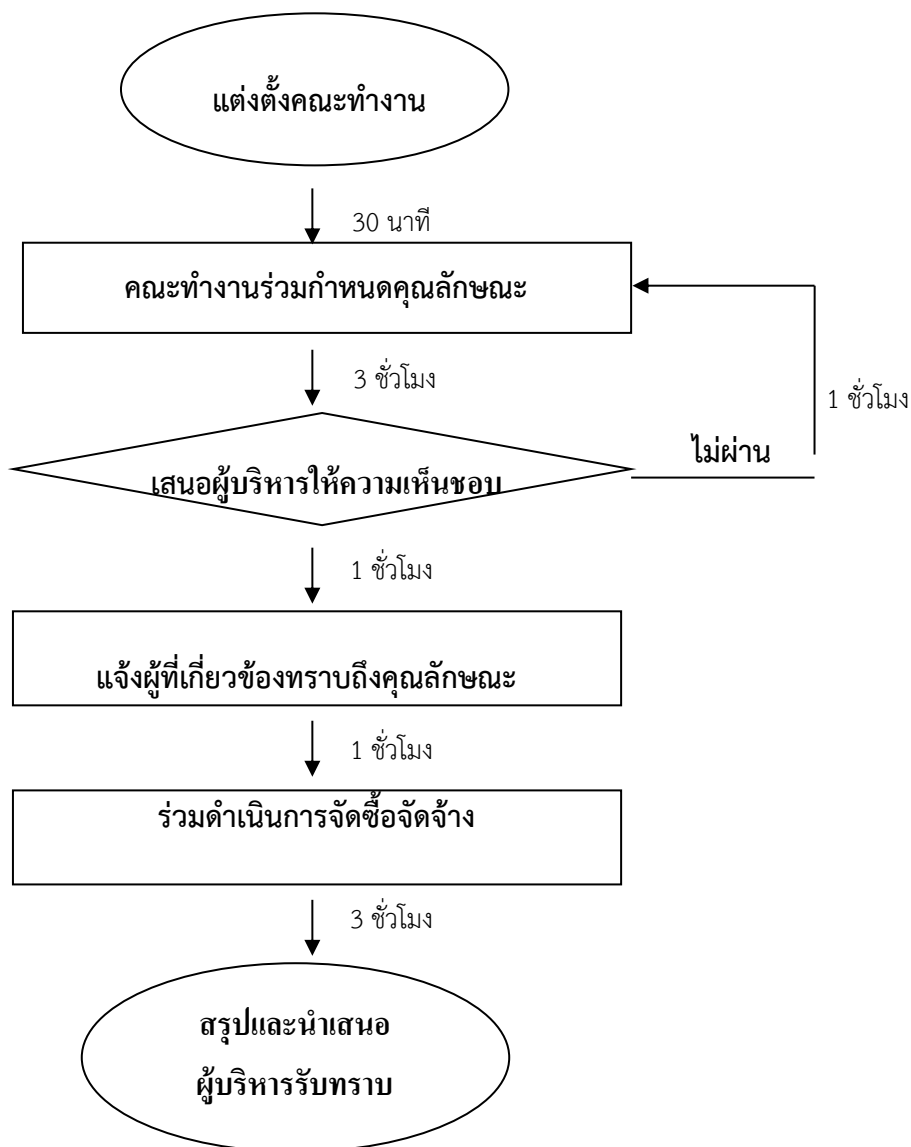 แต่งตั้งคณะทำงาน
30 นาที
คณะทำงานร่วมกำหนดคุณลักษณะ
3 ชั่วโมง
1 ชั่วโมง
ไม่ผ่าน
เสนอผู้บริหารให้ความเห็นชอบ
1 ชั่วโมง
แจ้งผู้ที่เกี่ยวข้องทราบถึงคุณลักษณะ
1 ชั่วโมง
ร่วมดำเนินการจัดซื้อจัดจ้าง
3 ชั่วโมง
สรุปและนำเสนอ
ผู้บริหารรับทราบ